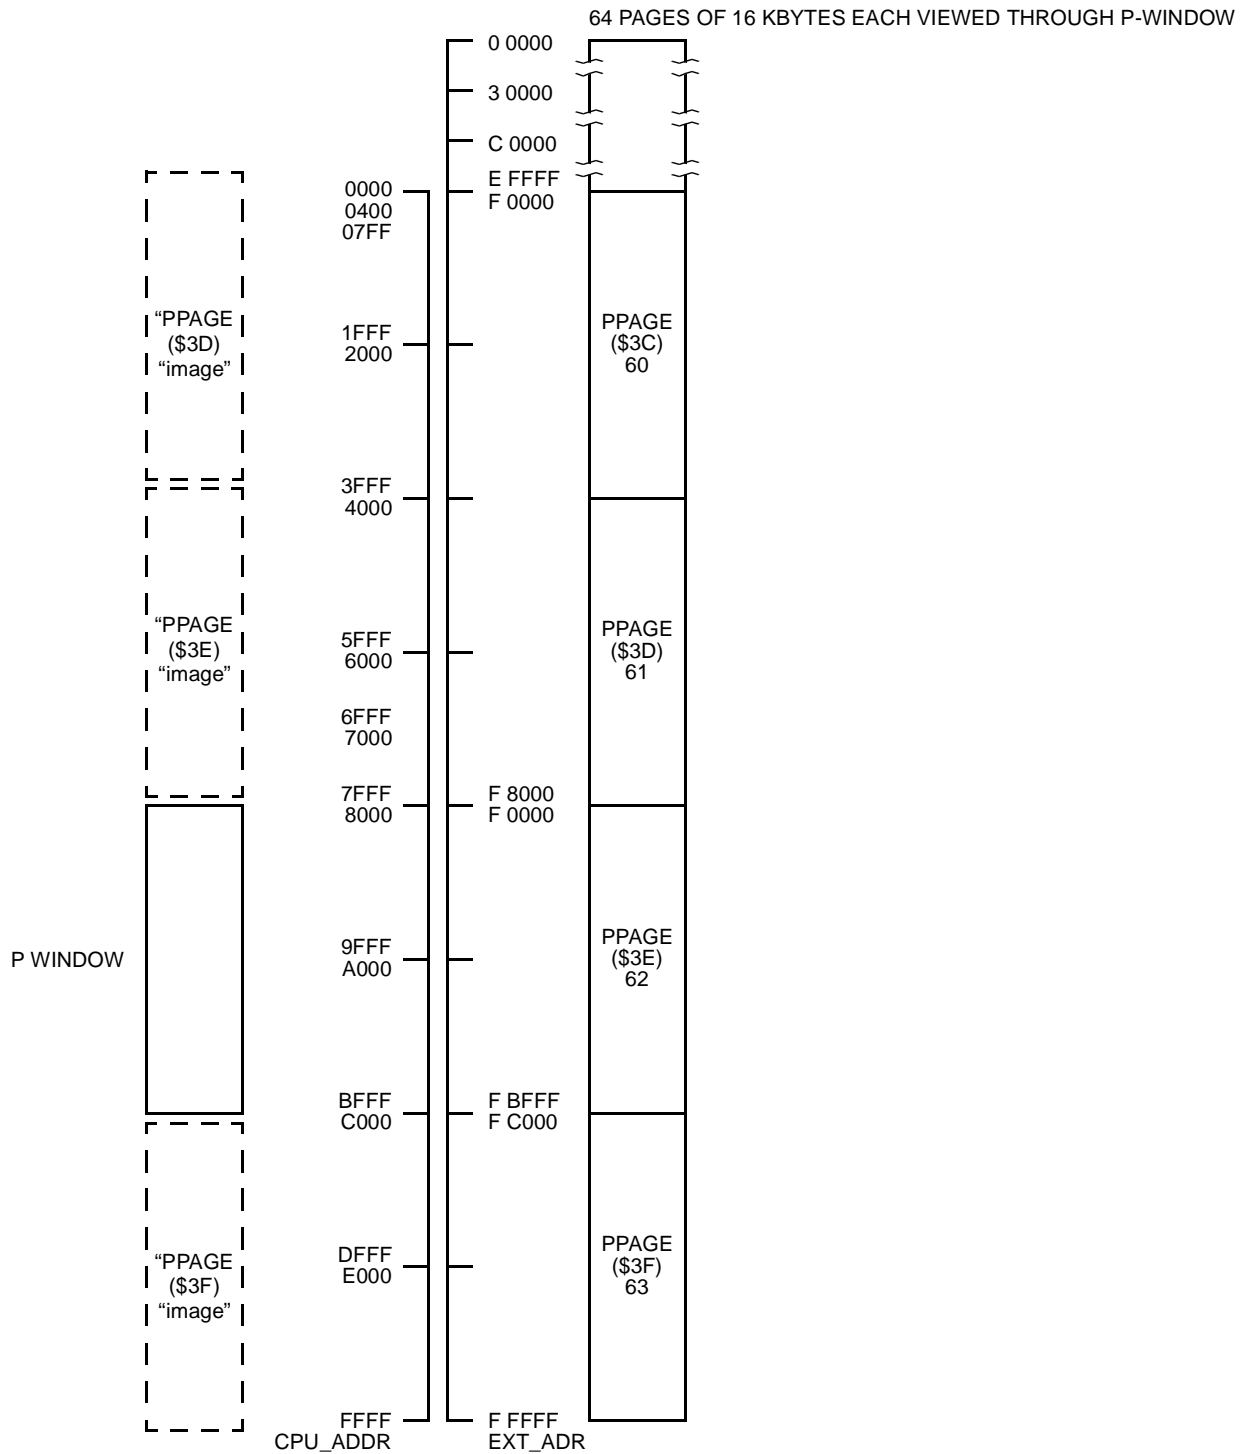 64 PAGES OF 16 KBYTES EACH VIEWED THROUGH P-WINDOW
0 0000
3 0000
C 0000
E FFFF
F 0000
0000
0400
07FF
“PPAGE
($3D)
“image”
1FFF
2000
PPAGE
($3C)
60
3FFF
4000
“PPAGE
($3E)
“image”
5FFF
6000
PPAGE
($3D)
61
6FFF
7000
7FFF
8000
F 8000
F 0000
P WINDOW
9FFF
A000
PPAGE
($3E)
62
BFFF
C000
F BFFF
F C000
“PPAGE
($3F)
“image”
DFFF
E000
PPAGE
($3F)
63
FFFF
CPU_ADDR
F FFFF
EXT_ADR